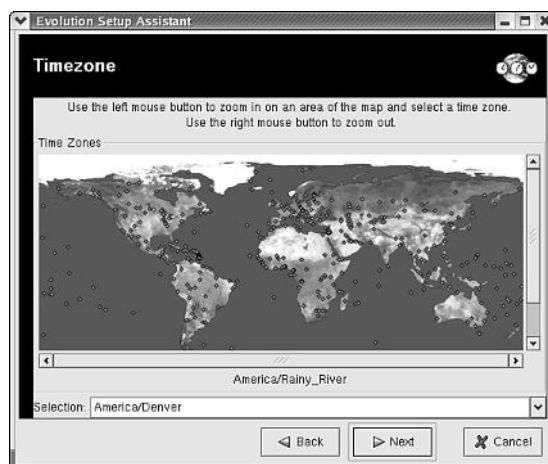 Evolution Setup Assistant
Timezone
Use the left mouse button to zoom in on an area of the map and select a time zone.
Use the right mouse button to zoom out.
Time Zones
America/Rainy_River
Selection: America/Denver
Back
Next
Cancel